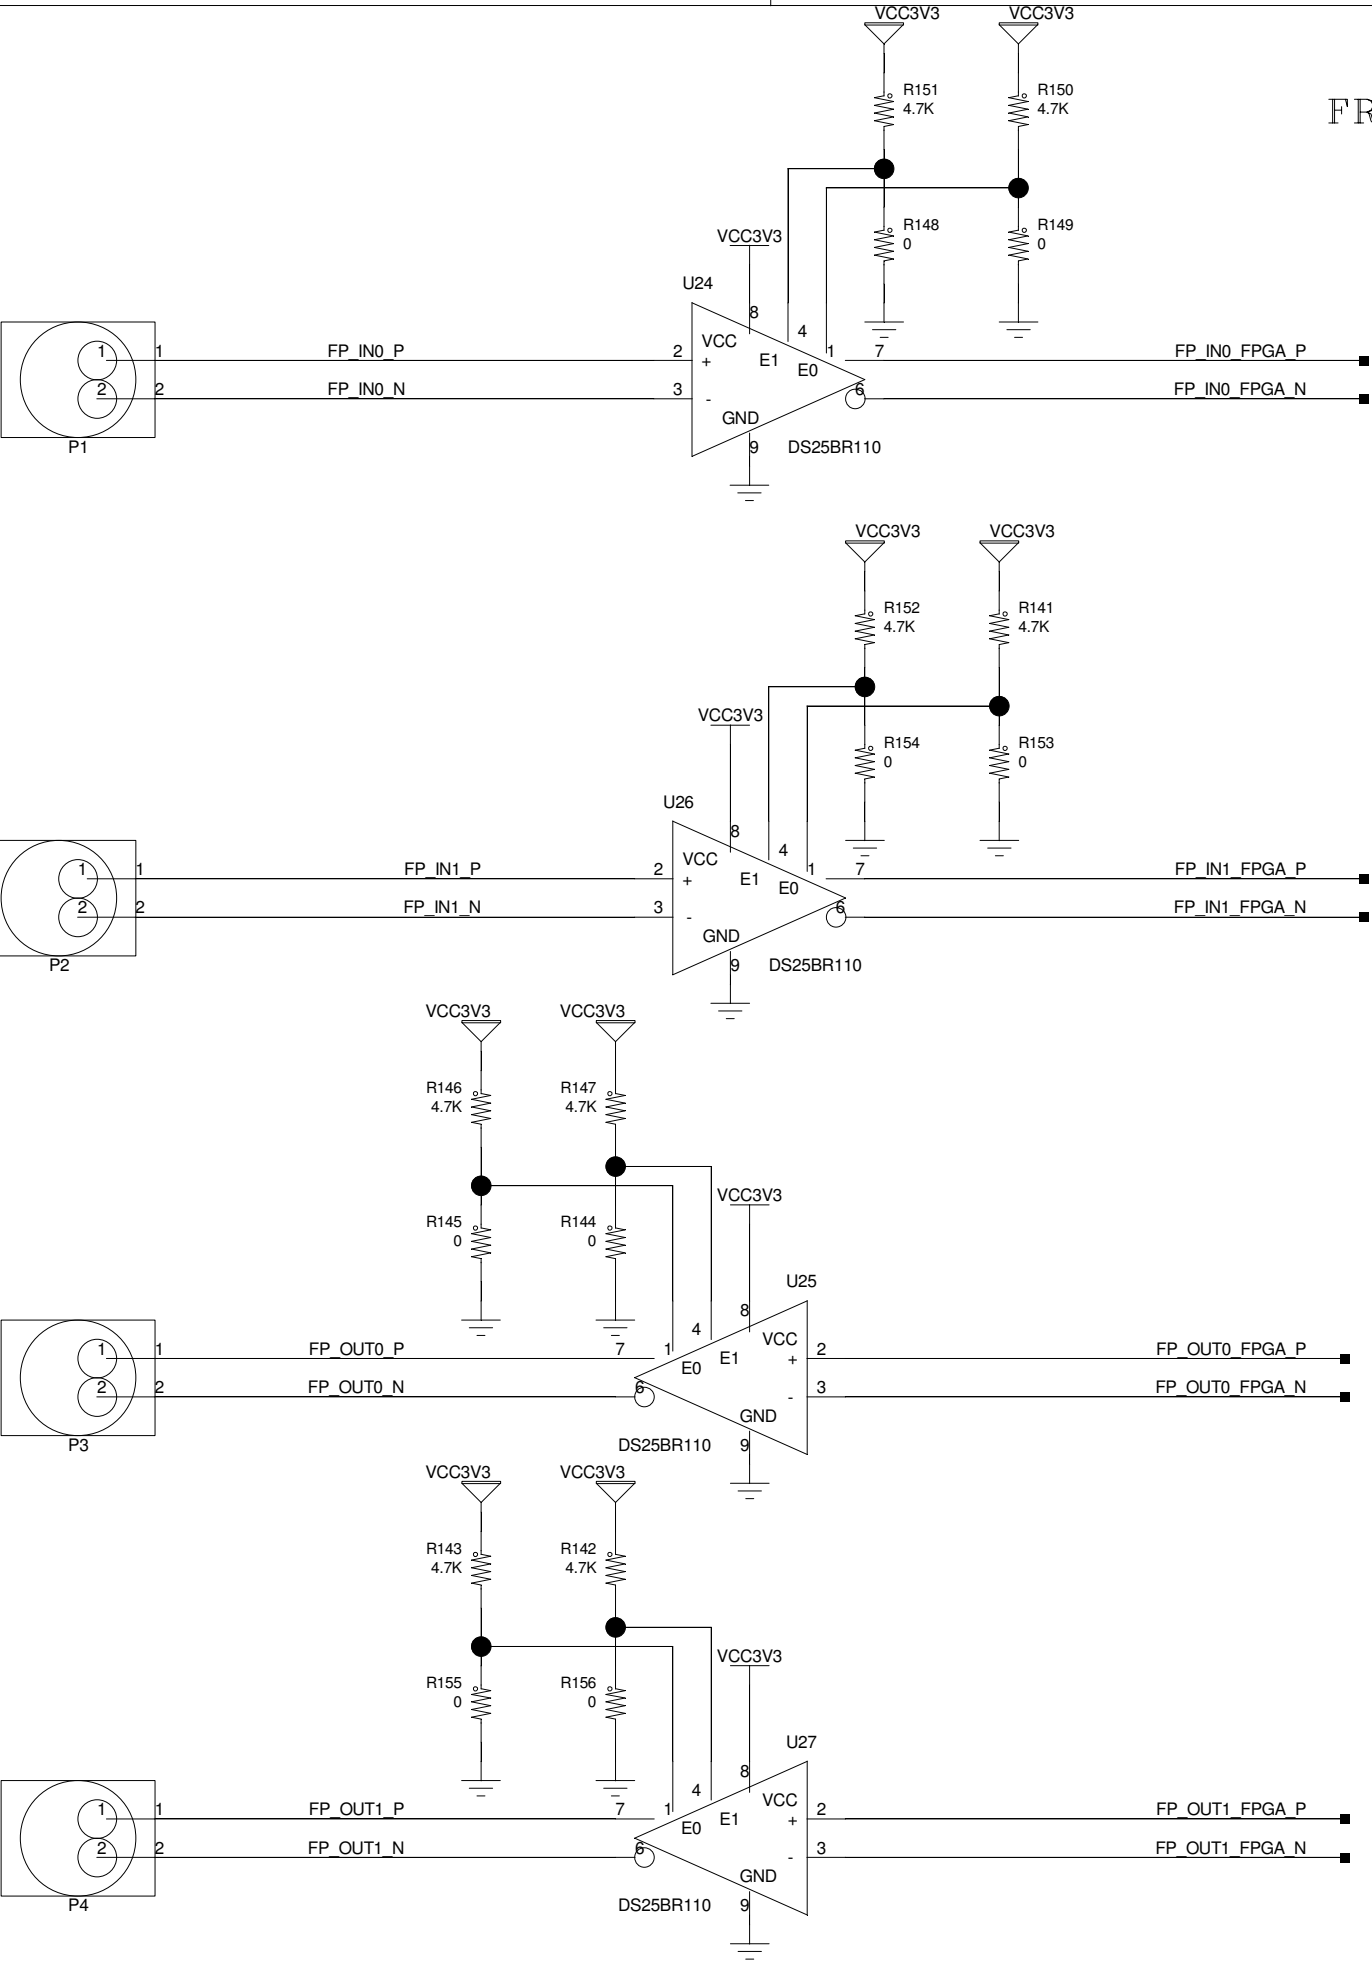 VCC3V3 VCC3V3
R151 R150
4.7K 4.7K
FR
R148 R149
0 0
VCC3V3
U24
8
4
VCC
1 1 FP_IN0_P 2 + E1 E0 1 7 FP_IN0_FPGA_P
2 2 FP_IN0_N 3 - 6 FP_IN0_FPGA_N
GND
P1 9 DS25BR110
VCC3V3 VCC3V3
R152 R141
4.7K 4.7K
VCC3V3
R154 R153
0 0
U26
8
4
VCC
1 1 FP_IN1_P 2 + E1 E0 1 7 FP_IN1_FPGA_P
2 2 FP_IN1_N 3 - 6 FP_IN1_FPGA_N
GND
P2 9 DS25BR110
VCC3V3 VCC3V3
R146 R147
4.7K 4.7K
VCC3V3
R145 R144
0 0
U25
8
4
VCC
1 1 FP_OUT0_P 7 1 E0 E1 + 2 FP_OUT0_FPGA_P
2 2 FP_OUT0_N 6 - 3 FP_OUT0_FPGA_N
GND
P3 DS25BR110 9
VCC3V3 VCC3V3
R143 R142
4.7K 4.7K
VCC3V3
R155 R156
0 0
U27
8
4
VCC
1 1 FP_OUT1_P 7 1 E0 E1 + 2 FP_OUT1_FPGA_P
2 2 FP_OUT1_N 6 - 3 FP_OUT1_FPGA_N
GND
P4 DS25BR110 9